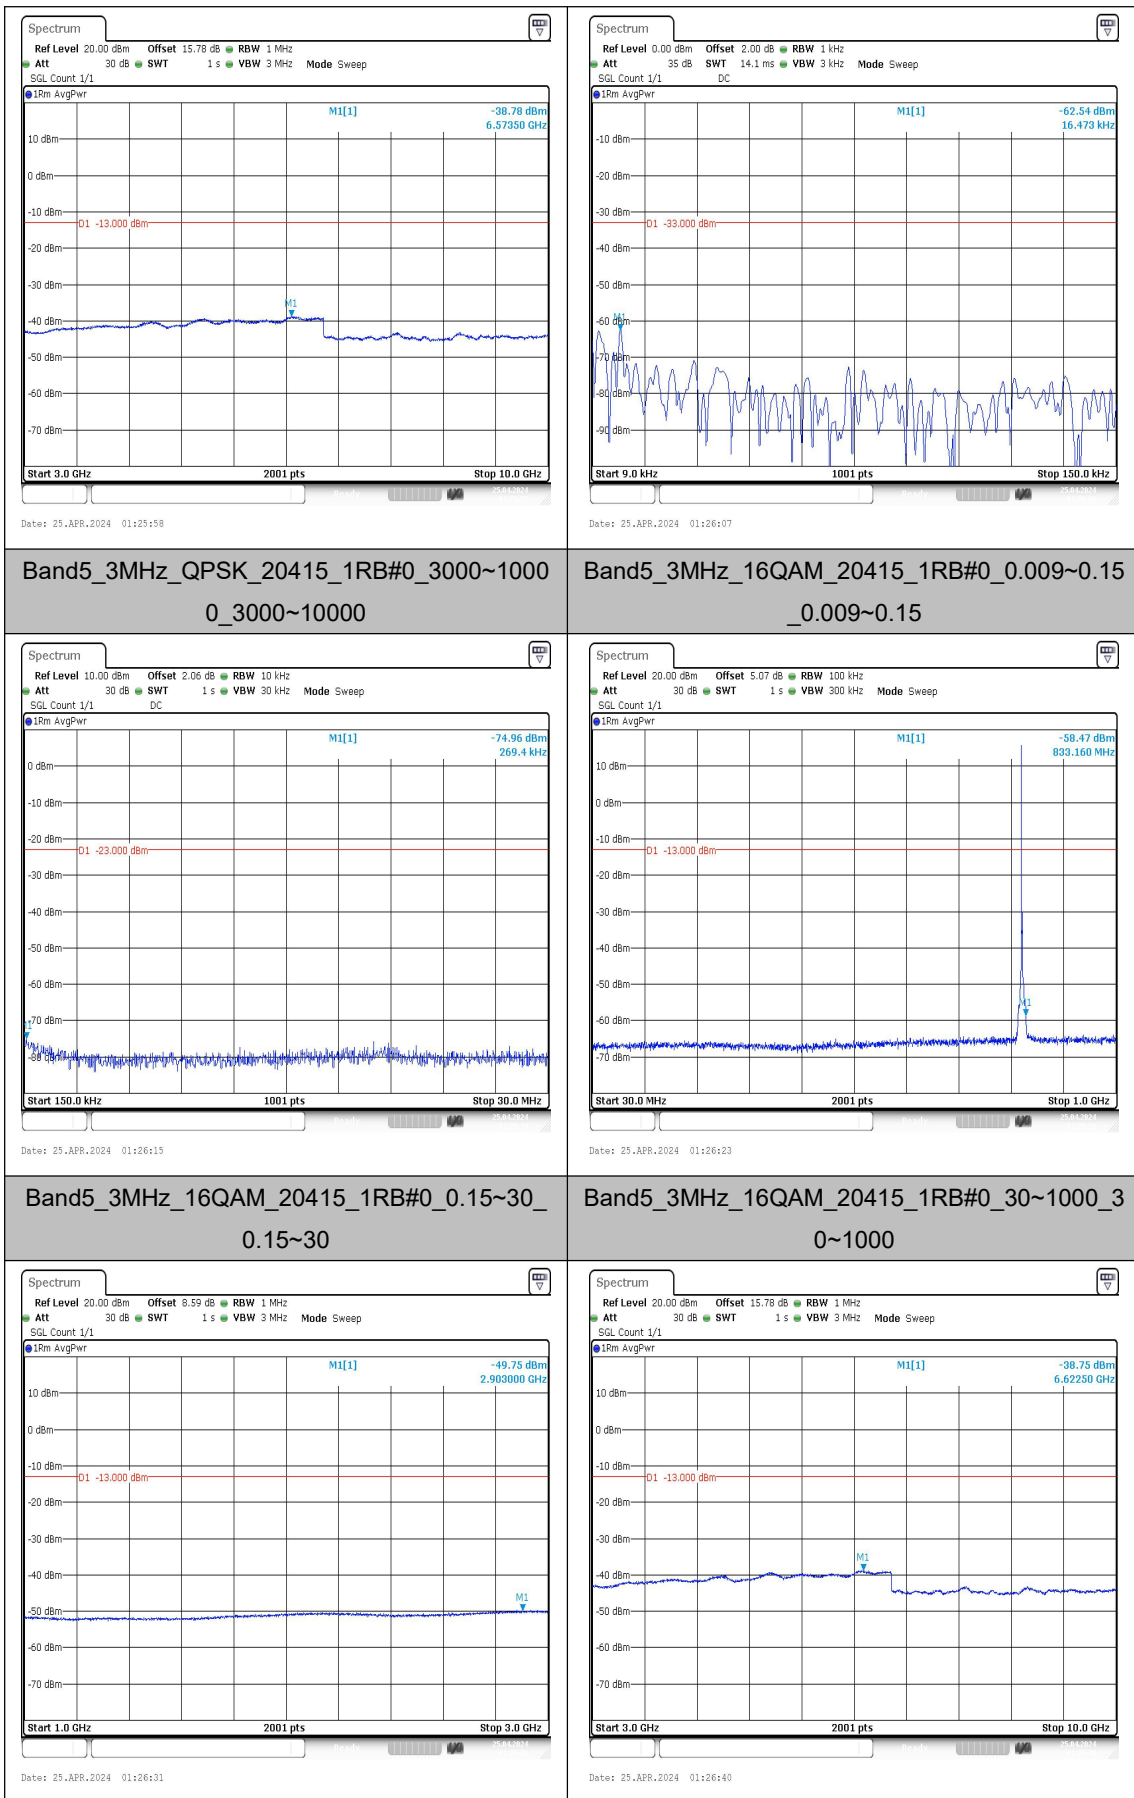 Spectrum
Ref Level 20.00 dBm Offset 15.78 dB RBW 1 MHz
Att 30 dB SWT 1 s VBW 3 MHz Mode Sweep
SGL Count 1/1
1Rm AvgPwr
M1[1] -38.78 dBm
6.57350 GHz
10 dBm
0 dBm
-10 dBm
D1 -13.000 dBm
-20 dBm
-30 dBm
M1
-40 dBm
-50 dBm
-60 dBm
-70 dBm
Start 3.0 GHz 2001 pts Stop 10.0 GHz
Date: 25.APR.2024 01:25:58
Spectrum
Ref Level 0.00 dBm Offset 2.00 dB RBW 1 kHz
Att 35 dB SWT 14.1 ms VBW 3 kHz Mode Sweep
SGL Count 1/1 DC
1Rm AvgPwr
M1[1] -62.54 dBm
16.473 kHz
-10 dBm
-20 dBm
-30 dBm
D1 -33.000 dBm
-40 dBm
-50 dBm
-60 dBm
M1
-70 dBm
-80 dBm
-90 dBm
Start 9.0 kHz 1001 pts Stop 150.0 kHz
Date: 25.APR.2024 01:26:07
Band5_3MHz_QPSK_20415_1RB#0_3000~1000
0_3000~10000
Band5_3MHz_16QAM_20415_1RB#0_0.009~0.15
_0.009~0.15
Spectrum
Ref Level 10.00 dBm Offset 2.06 dB RBW 10 kHz
Att 30 dB SWT 1 s VBW 30 kHz Mode Sweep
SGL Count 1/1 DC
1Rm AvgPwr
M1[1] -74.96 dBm
269.4 kHz
0 dBm
-10 dBm
-20 dBm
D1 -23.000 dBm
-30 dBm
-40 dBm
-50 dBm
-60 dBm
-70 dBm
-80 dBm
Start 150.0 kHz 1001 pts Stop 30.0 MHz
Date: 25.APR.2024 01:26:15
Spectrum
Ref Level 20.00 dBm Offset 5.07 dB RBW 100 kHz
Att 30 dB SWT 1 s VBW 300 kHz Mode Sweep
SGL Count 1/1
1Rm AvgPwr
M1[1] -58.47 dBm
833.160 MHz
10 dBm
0 dBm
-10 dBm
D1 -13.000 dBm
-20 dBm
-30 dBm
-40 dBm
-50 dBm
M1
-60 dBm
-70 dBm
Start 30.0 MHz 2001 pts Stop 1.0 GHz
Date: 25.APR.2024 01:26:23
Band5_3MHz_16QAM_20415_1RB#0_0.15~30_
0.15~30
Band5_3MHz_16QAM_20415_1RB#0_30~1000_3
0~1000
Spectrum
Ref Level 20.00 dBm Offset 8.59 dB RBW 1 MHz
Att 30 dB SWT 1 s VBW 3 MHz Mode Sweep
SGL Count 1/1
1Rm AvgPwr
M1[1] -49.75 dBm
2.903000 GHz
10 dBm
0 dBm
-10 dBm
D1 -13.000 dBm
-20 dBm
-30 dBm
-40 dBm
M1
-50 dBm
-60 dBm
-70 dBm
Start 1.0 GHz 2001 pts Stop 3.0 GHz
Date: 25.APR.2024 01:26:31
Spectrum
Ref Level 20.00 dBm Offset 15.78 dB RBW 1 MHz
Att 30 dB SWT 1 s VBW 3 MHz Mode Sweep
SGL Count 1/1
1Rm AvgPwr
M1[1] -38.75 dBm
6.62250 GHz
10 dBm
0 dBm
-10 dBm
D1 -13.000 dBm
-20 dBm
-30 dBm
M1
-40 dBm
-50 dBm
-60 dBm
-70 dBm
Start 3.0 GHz 2001 pts Stop 10.0 GHz
Date: 25.APR.2024 01:26:40